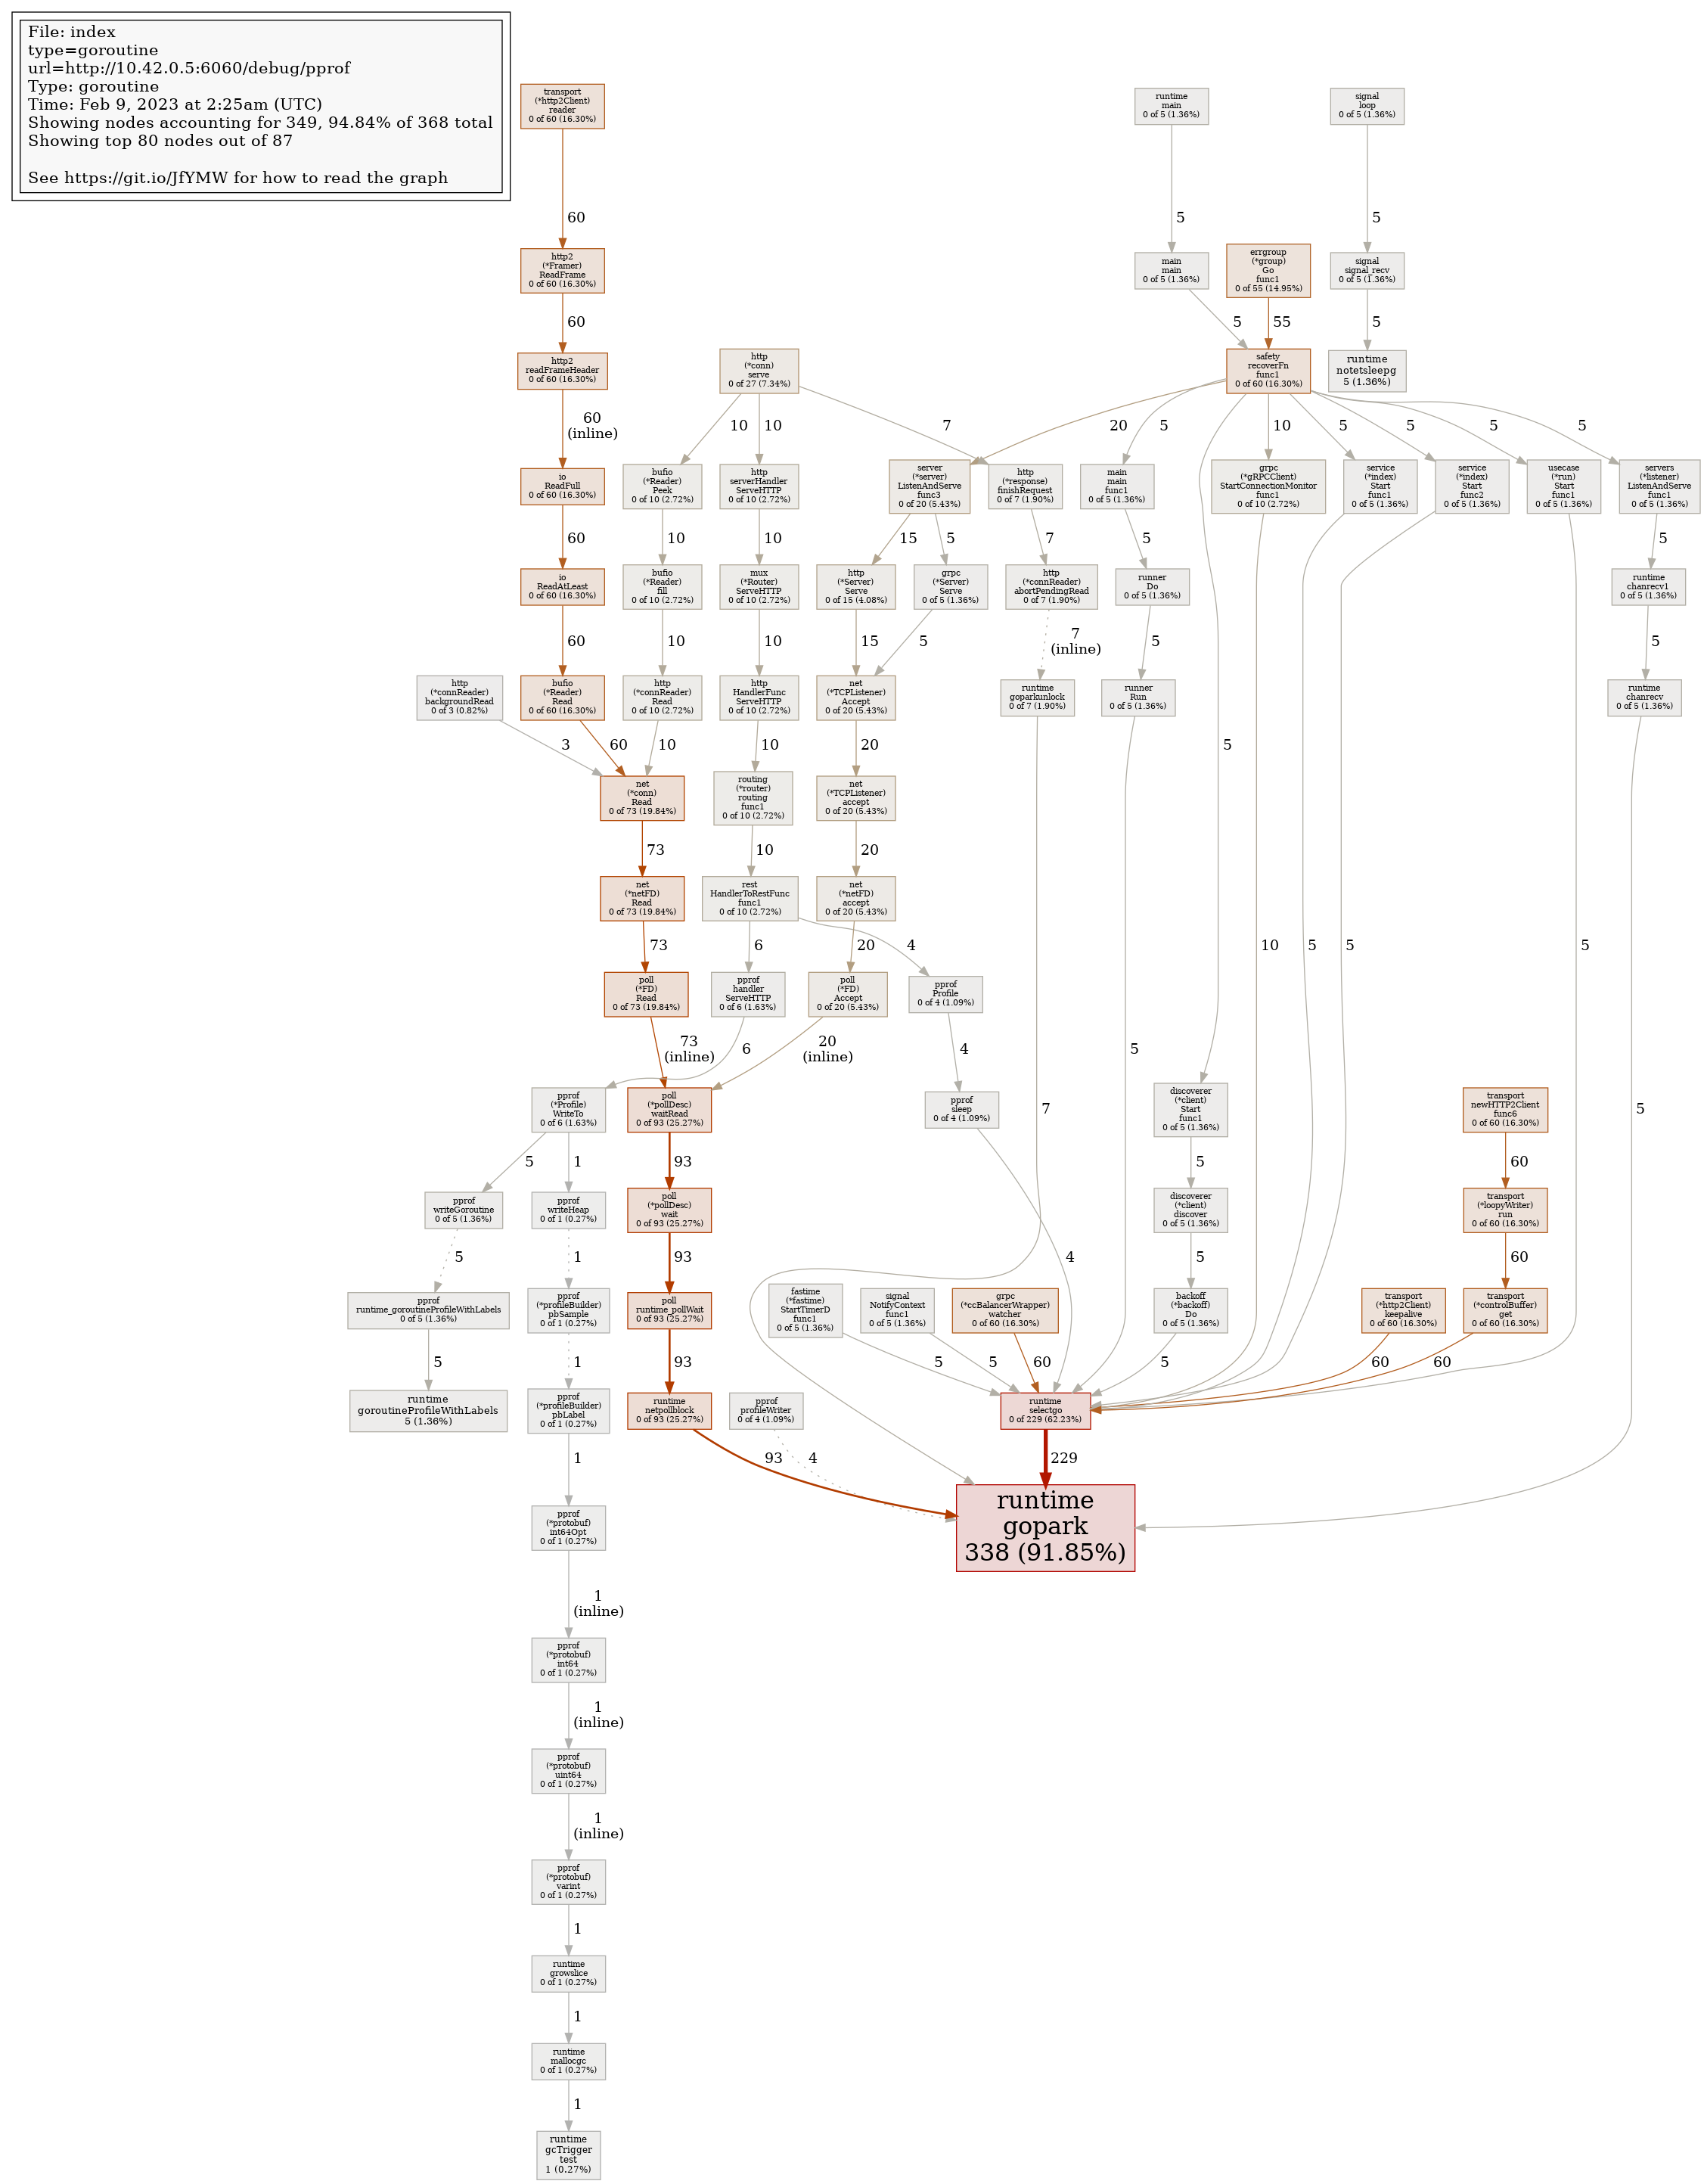 File: index
type=goroutine
url=http://10.42.0.5:6060/debug/pprof
Type: goroutine
Time: Feb 9, 2023 at 2:25am (UTC)
Showing nodes accounting for 349, 94.84% of 368 total
Showing top 80 nodes out of 87
See https://git.io/JfYMW for how to read the graph
transport
(*http2Client)
reader
0 of 60 (16.30%)
runtime
main
0 of 5 (1.36%)
signal
loop
0 of 5 (1.36%)
60
5
5
http2
(*Framer)
ReadFrame
0 of 60 (16.30%)
main
main
0 of 5 (1.36%)
errgroup
(*group)
Go
func1
0 of 55 (14.95%)
signal
signal_recv
0 of 5 (1.36%)
60
5
55
5
http2
readFrameHeader
0 of 60 (16.30%)
http
(*conn)
serve
0 of 27 (7.34%)
safety
recoverFn
func1
0 of 60 (16.30%)
runtime
notetsleepg
5 (1.36%)
60
(inline)
10
10
7
20
5
10
5
5
5
5
io
ReadFull
0 of 60 (16.30%)
bufio
(*Reader)
Peek
0 of 10 (2.72%)
http
serverHandler
ServeHTTP
0 of 10 (2.72%)
server
(*server)
ListenAndServe
func3
0 of 20 (5.43%)
http
(*response)
finishRequest
0 of 7 (1.90%)
main
main
func1
0 of 5 (1.36%)
grpc
(*gRPCClient)
StartConnectionMonitor
func1
0 of 10 (2.72%)
service
(*index)
Start
func1
0 of 5 (1.36%)
service
(*index)
Start
func2
0 of 5 (1.36%)
usecase
(*run)
Start
func1
0 of 5 (1.36%)
servers
(*listener)
ListenAndServe
func1
0 of 5 (1.36%)
60
10
10
15
5
7
5
5
io
ReadAtLeast
0 of 60 (16.30%)
bufio
(*Reader)
fill
0 of 10 (2.72%)
mux
(*Router)
ServeHTTP
0 of 10 (2.72%)
http
(*Server)
Serve
0 of 15 (4.08%)
grpc
(*Server)
Serve
0 of 5 (1.36%)
http
(*connReader)
abortPendingRead
0 of 7 (1.90%)
runner
Do
0 of 5 (1.36%)
runtime
chanrecv1
0 of 5 (1.36%)
60
10
10
15
5
7
(inline)
5
5
http
(*connReader)
backgroundRead
0 of 3 (0.82%)
bufio
(*Reader)
Read
0 of 60 (16.30%)
http
(*connReader)
Read
0 of 10 (2.72%)
http
HandlerFunc
ServeHTTP
0 of 10 (2.72%)
net
(*TCPListener)
Accept
0 of 20 (5.43%)
runtime
goparkunlock
0 of 7 (1.90%)
runner
Run
0 of 5 (1.36%)
runtime
chanrecv
0 of 5 (1.36%)
3
60
10
10
20
5
net
(*conn)
Read
0 of 73 (19.84%)
routing
(*router)
routing
func1
0 of 10 (2.72%)
net
(*TCPListener)
accept
0 of 20 (5.43%)
73
10
20
net
(*netFD)
Read
0 of 73 (19.84%)
rest
HandlerToRestFunc
func1
0 of 10 (2.72%)
net
(*netFD)
accept
0 of 20 (5.43%)
73
6
20
4
10
5
5
5
poll
(*FD)
Read
0 of 73 (19.84%)
pprof
handler
ServeHTTP
0 of 6 (1.63%)
poll
(*FD)
Accept
0 of 20 (5.43%)
pprof
Profile
0 of 4 (1.09%)
73
(inline)
6
20
(inline)
4
5
pprof
(*Profile)
WriteTo
0 of 6 (1.63%)
poll
(*pollDesc)
waitRead
0 of 93 (25.27%)
pprof
sleep
0 of 4 (1.09%)
7
discoverer
(*client)
Start
func1
0 of 5 (1.36%)
transport
newHTTP2Client
func6
0 of 60 (16.30%)
5
5
1
93
5
60
pprof
writeGoroutine
0 of 5 (1.36%)
pprof
writeHeap
0 of 1 (0.27%)
poll
(*pollDesc)
wait
0 of 93 (25.27%)
discoverer
(*client)
discover
0 of 5 (1.36%)
transport
(*loopyWriter)
run
0 of 60 (16.30%)
5
1
93
4
5
60
pprof
runtime_goroutineProfileWithLabels
0 of 5 (1.36%)
pprof
(*profileBuilder)
pbSample
0 of 1 (0.27%)
poll
runtime_pollWait
0 of 93 (25.27%)
fastime
(*fastime)
StartTimerD
func1
0 of 5 (1.36%)
signal
NotifyContext
func1
0 of 5 (1.36%)
grpc
(*ccBalancerWrapper)
watcher
0 of 60 (16.30%)
backoff
(*backoff)
Do
0 of 5 (1.36%)
transport
(*http2Client)
keepalive
0 of 60 (16.30%)
transport
(*controlBuffer)
get
0 of 60 (16.30%)
5
1
93
5
5
60
5
60
60
runtime
goroutineProfileWithLabels
5 (1.36%)
pprof
(*profileBuilder)
pbLabel
0 of 1 (0.27%)
runtime
netpollblock
0 of 93 (25.27%)
pprof
profileWriter
0 of 4 (1.09%)
runtime
selectgo
0 of 229 (62.23%)
1
93
4
229
pprof
(*protobuf)
int64Opt
0 of 1 (0.27%)
runtime
gopark
338 (91.85%)
1
(inline)
pprof
(*protobuf)
int64
0 of 1 (0.27%)
1
(inline)
pprof
(*protobuf)
uint64
0 of 1 (0.27%)
1
(inline)
pprof
(*protobuf)
varint
0 of 1 (0.27%)
1
runtime
growslice
0 of 1 (0.27%)
1
runtime
mallocgc
0 of 1 (0.27%)
1
runtime
gcTrigger
test
1 (0.27%)